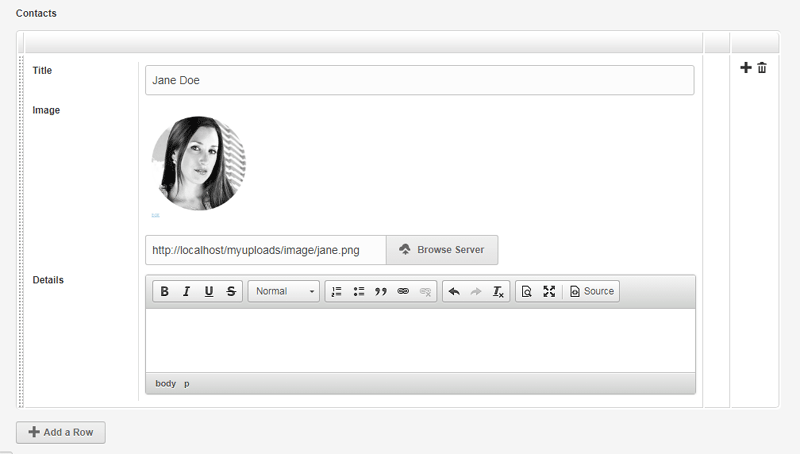 Contacts
Title
Jane Doe
Image
http://localhost/myuploads/image/jane.png Browse Server
Details
B I U S Normal Source
body p
Add a Row